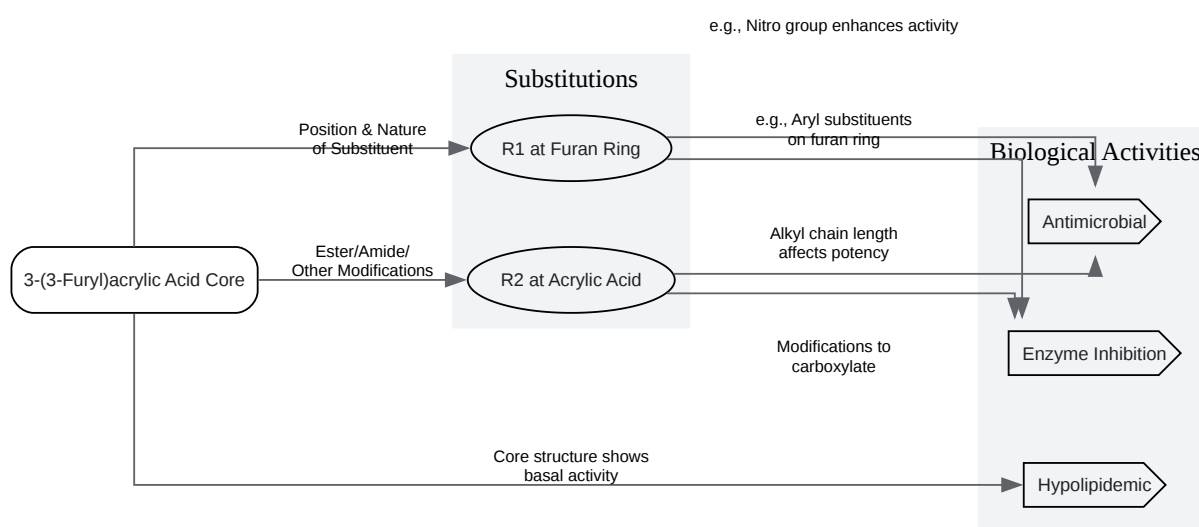 e.g., Nitro group enhances activity
Substitutions
Position & Nature
of Substituent
R1 at Furan Ring
e.g., Aryl substituents
on furan ring
Biological Activities
Antimicrobial
3-(3-Furyl)acrylic Acid Core
Ester/Amide/
Other Modifications
R2 at Acrylic Acid
Alkyl chain length
affects potency
Modifications to
carboxylate
Enzyme Inhibition
Core structure shows
basal activity
Hypolipidemic